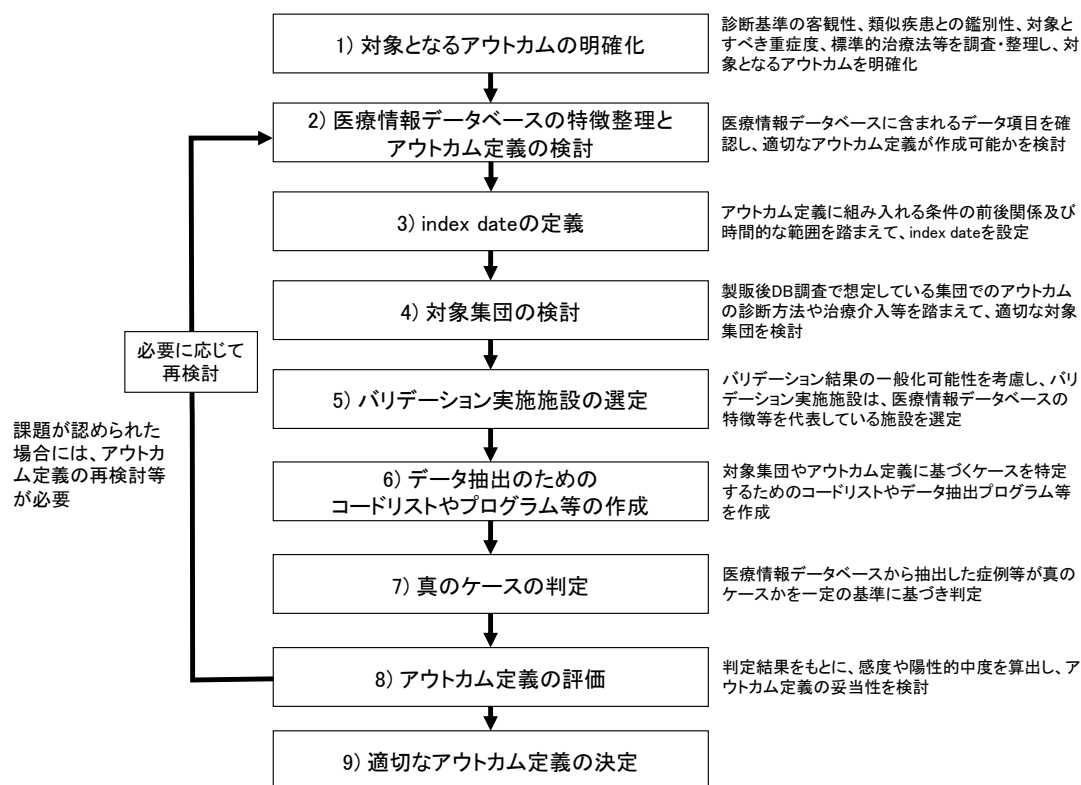 1) 対象となるアウトカムの明確化
診断基準の客観性、類似疾患との鑑別性、対象と
すべき重症度、標準的治療法等を調査・整理し、対
象となるアウトカムを明確化
2) 医療情報データベースの特徴整理と
アウトカム定義の検討
医療情報データベースに含まれるデータ項目を確
認し、適切なアウトカム定義が作成可能かを検討
3) index dateの定義
アウトカム定義に組み入れる条件の前後関係及び
時間的な範囲を踏まえて、index dateを設定
4) 対象集団の検討
製販後DB調査で想定している集団でのアウトカム
の診断方法や治療介入等を踏まえて、適切な対象
集団を検討
必要に応じて
再検討
5) バリデーション実施施設の選定
バリデーション結果の一般化可能性を考慮し、バリ
デーション実施施設は、医療情報データベースの
特徴等を代表している施設を選定
課題が認められた
場合には、アウトカ
ム定義の再検討等
が必要
6) データ抽出のための
コードリストやプログラム等の作成
対象集団やアウトカム定義に基づくケースを特定
するためのコードリストやデータ抽出プログラム等
を作成
7) 真のケースの判定
医療情報データベースから抽出した症例等が真の
ケースかを一定の基準に基づき判定
8) アウトカム定義の評価
判定結果をもとに、感度や陽性的中度を算出し、ア
ウトカム定義の妥当性を検討
9) 適切なアウトカム定義の決定